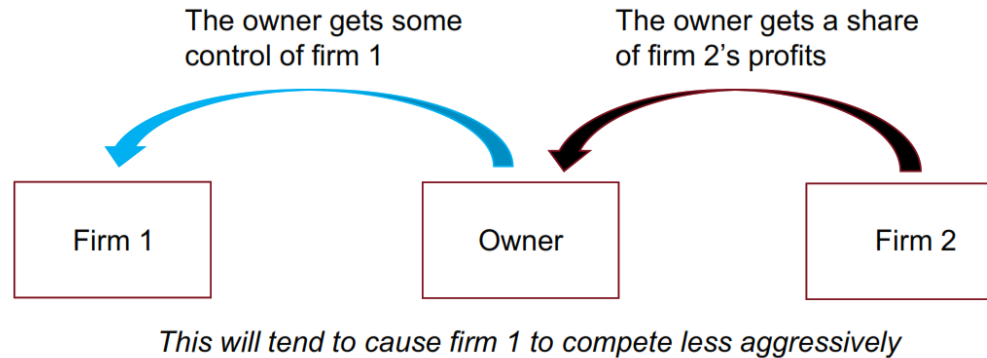 The owner gets some
control of firm 1
The owner gets a share
of firm 2’s profits
Firm 1
Owner
Firm 2
This will tend to cause firm 1 to compete less aggressively